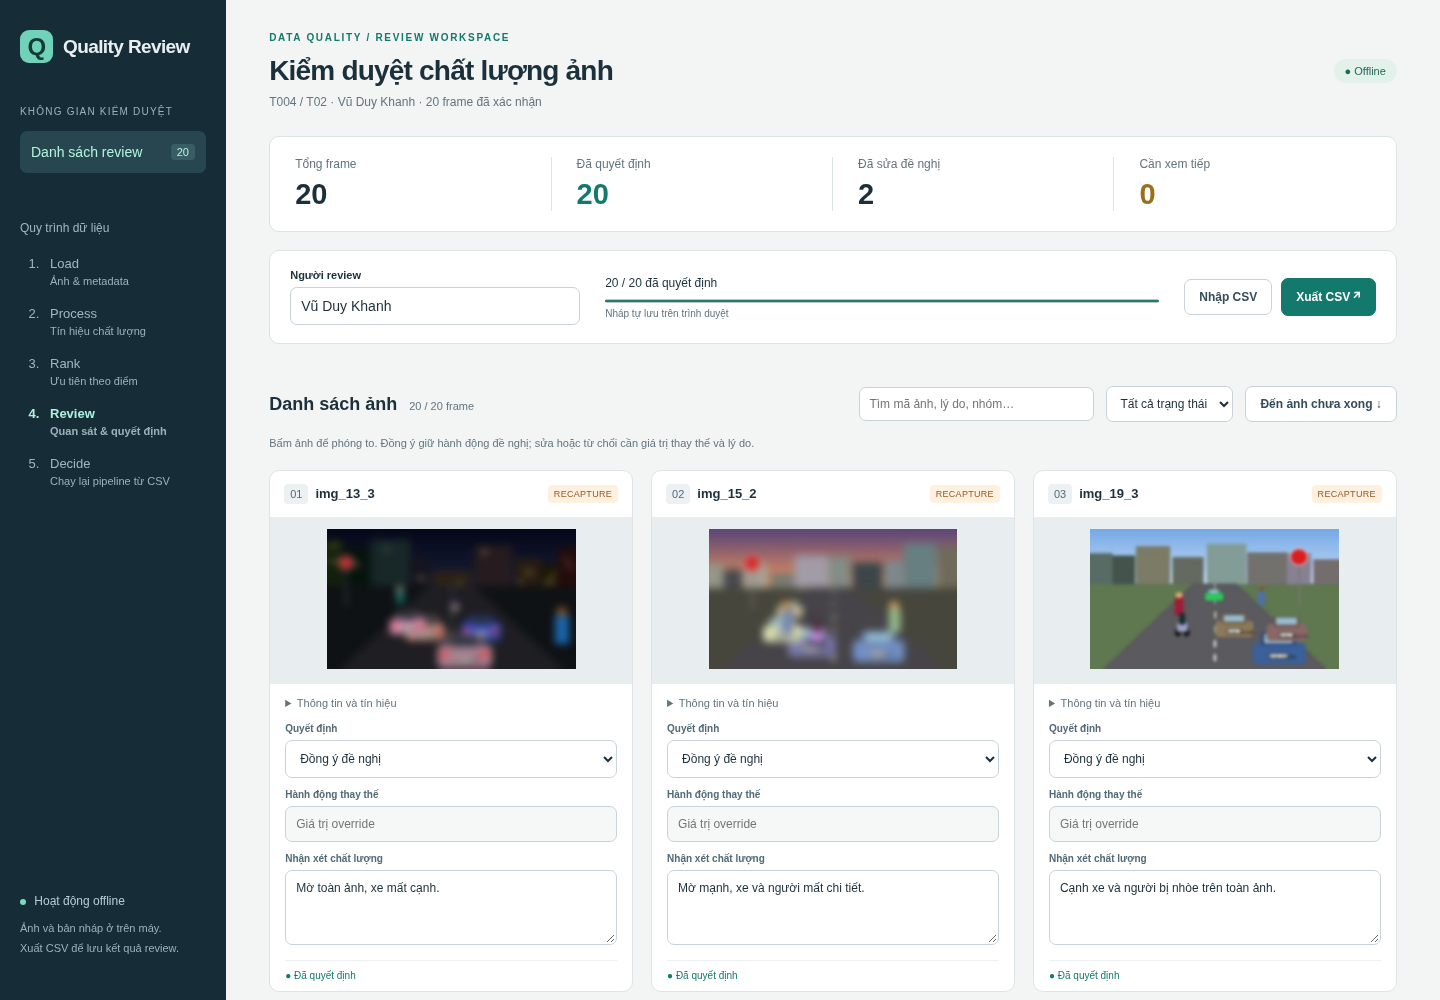 Q Quality Review
KHÔNG GIAN KIỂM DUYỆT
Danh sách review 20
Quy trình dữ liệu
1. Load
Ảnh & metadata
2. Process
Tín hiệu chất lượng
3. Rank
Ưu tiên theo điểm
4. Review
Quan sát & quyết định
5. Decide
Chạy lại pipeline từ CSV
● Hoạt động offline
Ảnh và bản nháp ở trên máy.
Xuất CSV để lưu kết quả review.
DATA QUALITY / REVIEW WORKSPACE
Kiểm duyệt chất lượng ảnh
● Offline
T004 / T02 · Vũ Duy Khanh · 20 frame đã xác nhận
Tổng frame
20
Đã quyết định
20
Đã sửa đề nghị
2
Cần xem tiếp
0
Người review
Vũ Duy Khanh
20 / 20 đã quyết định
Nháp tự lưu trên trình duyệt
Nhập CSV
Xuất CSV ↗
Danh sách ảnh 20 / 20 frame
Tìm mã ảnh, lý do, nhóm…
Tất cả trạng thái
Đến ảnh chưa xong ↓
Bấm ảnh để phóng to. Đồng ý giữ hành động đề nghị; sửa hoặc từ chối cần giá trị thay thế và lý do.
01 img_13_3 RECAPTURE
▶ Thông tin và tín hiệu
Quyết định
Đồng ý đề nghị
Hành động thay thế
Giá trị override
Nhận xét chất lượng
Mờ toàn ảnh, xe mất cạnh.
● Đã quyết định
02 img_15_2 RECAPTURE
▶ Thông tin và tín hiệu
Quyết định
Đồng ý đề nghị
Hành động thay thế
Giá trị override
Nhận xét chất lượng
Mờ mạnh, xe và người mất chi tiết.
● Đã quyết định
03 img_19_3 RECAPTURE
▶ Thông tin và tín hiệu
Quyết định
Đồng ý đề nghị
Hành động thay thế
Giá trị override
Nhận xét chất lượng
Cạnh xe và người bị nhòe trên toàn ảnh.
● Đã quyết định